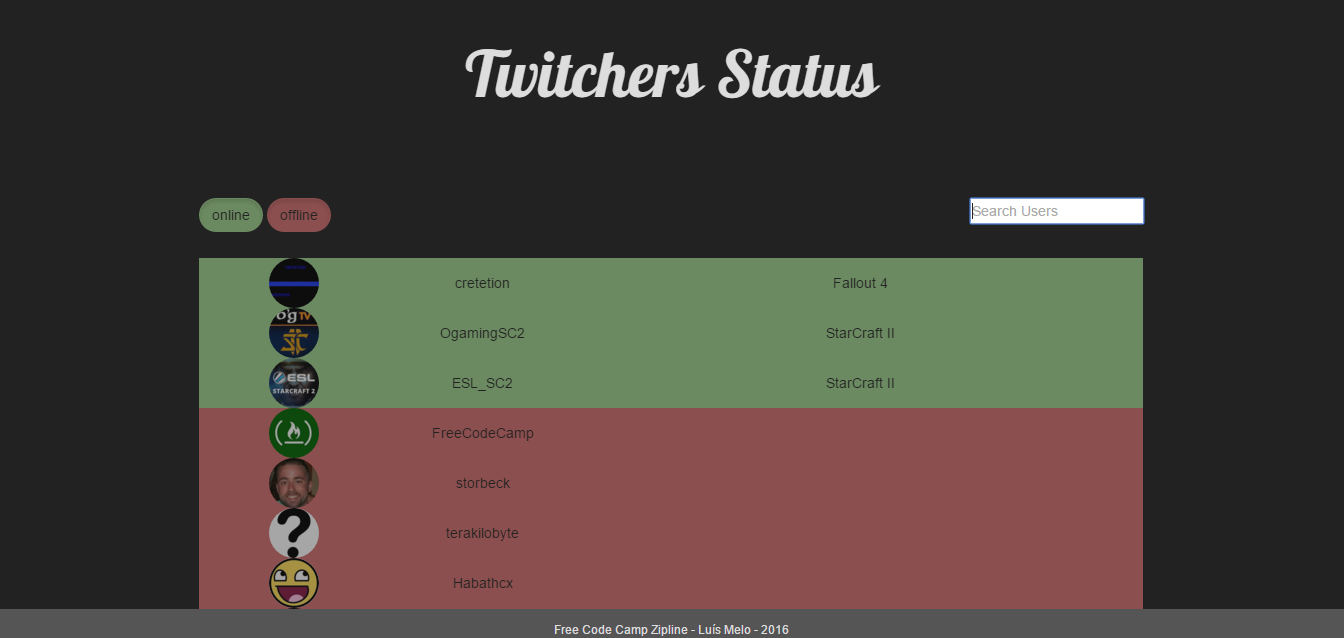 Twitchers Status
online offline
Search Users
cretetion Fallout 4
ogTV
OgamingSC2 StarCraft II
ESL
STARCRAFT 2
ESL_SC2 StarCraft II
FreeCodeCamp
storbeck
?
terakilobyte
Habathcx
Free Code Camp Zipline - Luís Melo - 2016